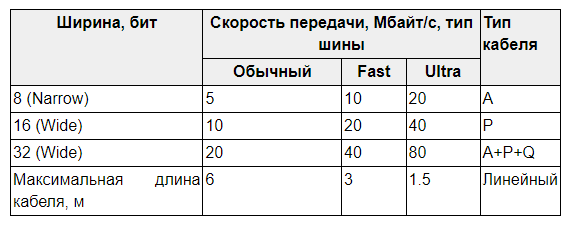 Ширина, бит Скорость передачи, Мбайт/с, тип Тип
шины кабеля
Обычный Fast Ultra
8 (Narrow) 5 10 20 A
16 (Wide) 10 20 40 P
32 (Wide) 20 40 80 A+P+Q
Максимальная длина 6 3 1.5 Линейный
кабеля, м